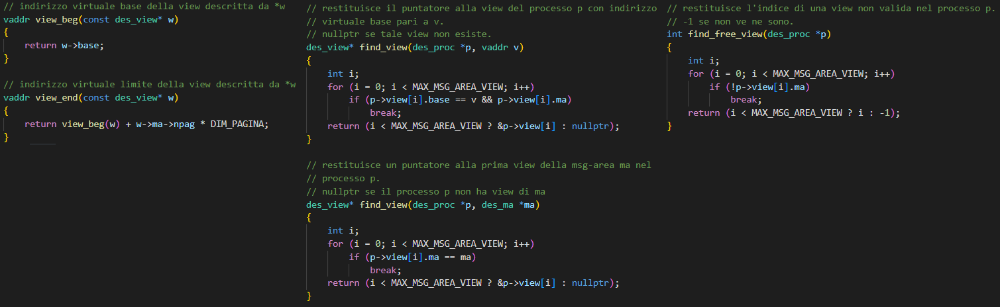 // indirizzo virtuale base della view descritta da *w
vaddr view_beg(const des_view* w)
{
    return w->base;
}

// indirizzo virtuale limite della view descritta da *w
vaddr view_end(const des_view* w)
{
    return view_beg(w) + w->ma->npag * DIM_PAGINA;
}

// restituisce il puntatore alla view del processo p con indirizzo
// virtuale base pari a v.
// nullptr se tale view non esiste.
des_view* find_view(des_proc *p, vaddr v)
{
    int i;
    for (i = 0; i < MAX_MSG_AREA_VIEW; i++)
        if (p->view[i].base == v && p->view[i].ma)
            break;
    return (i < MAX_MSG_AREA_VIEW ? &p->view[i] : nullptr);
}

// restituisce un puntatore alla prima view della msg-area ma nel
// processo p.
// nullptr se il processo p non ha view di ma
des_view* find_view(des_proc *p, des_ma *ma)
{
    int i;
    for (i = 0; i < MAX_MSG_AREA_VIEW; i++)
        if (p->view[i].ma == ma)
            break;
    return (i < MAX_MSG_AREA_VIEW ? &p->view[i] : nullptr);
}

// restituisce l'indice di una view non valida nel processo p.
// -1 se non ve ne sono.
int find_free_view(des_proc *p)
{
    int i;
    for (i = 0; i < MAX_MSG_AREA_VIEW; i++)
        if (!p->view[i].ma)
            break;
    return (i < MAX_MSG_AREA_VIEW ? i : -1);
}